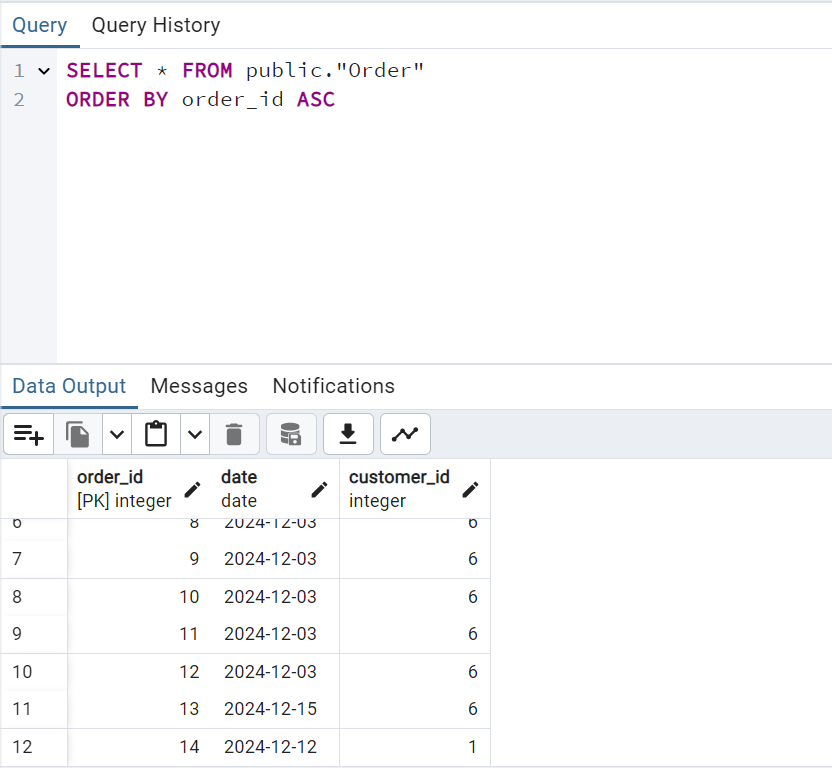 Query Query History
1 SELECT * FROM public."Order"
2 ORDER BY order_id ASC
Data Output Messages Notifications
order_id date customer_id
[PK] integer date integer
6 8 2024-12-03 6
7 9 2024-12-03 6
8 10 2024-12-03 6
9 11 2024-12-03 6
10 12 2024-12-03 6
11 13 2024-12-15 6
12 14 2024-12-12 1